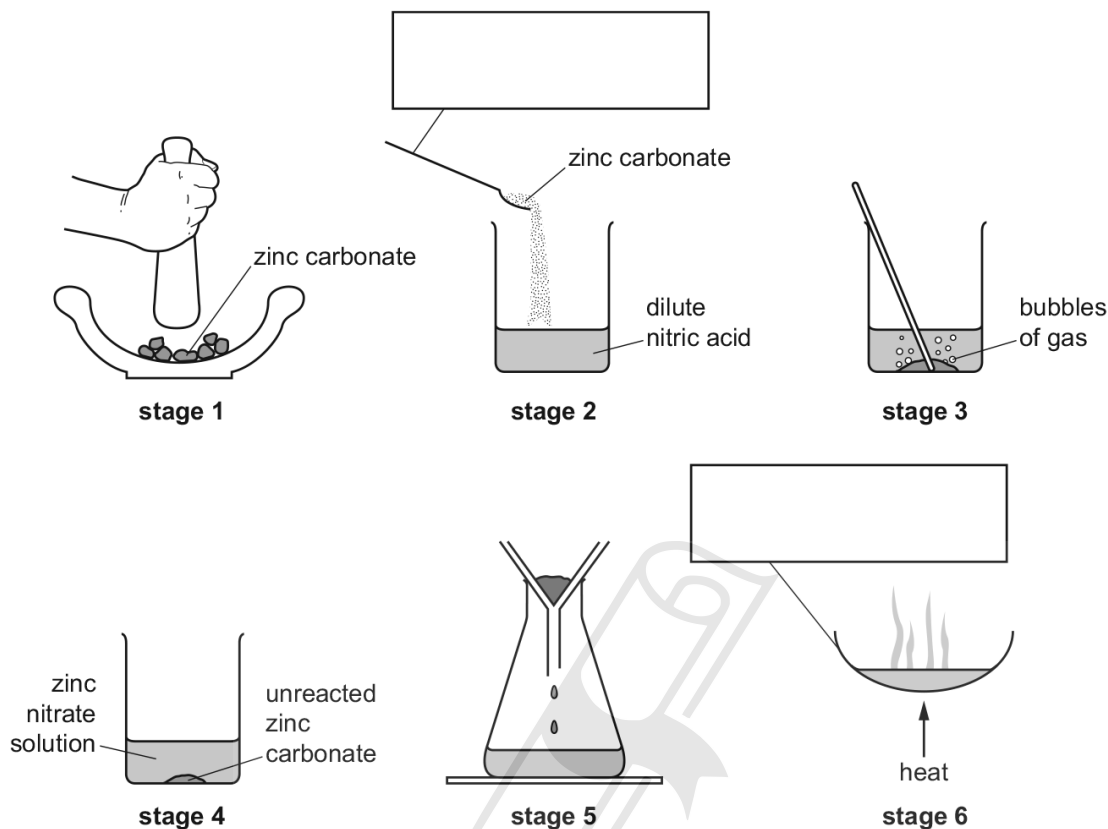 zinc carbonate
stage 1
zinc carbonate
dilute
nitric acid
stage 2
bubbles
of gas
stage 3
zinc
nitrate
solution
unreacted
zinc
carbonate
stage 4
stage 5
heat
stage 6